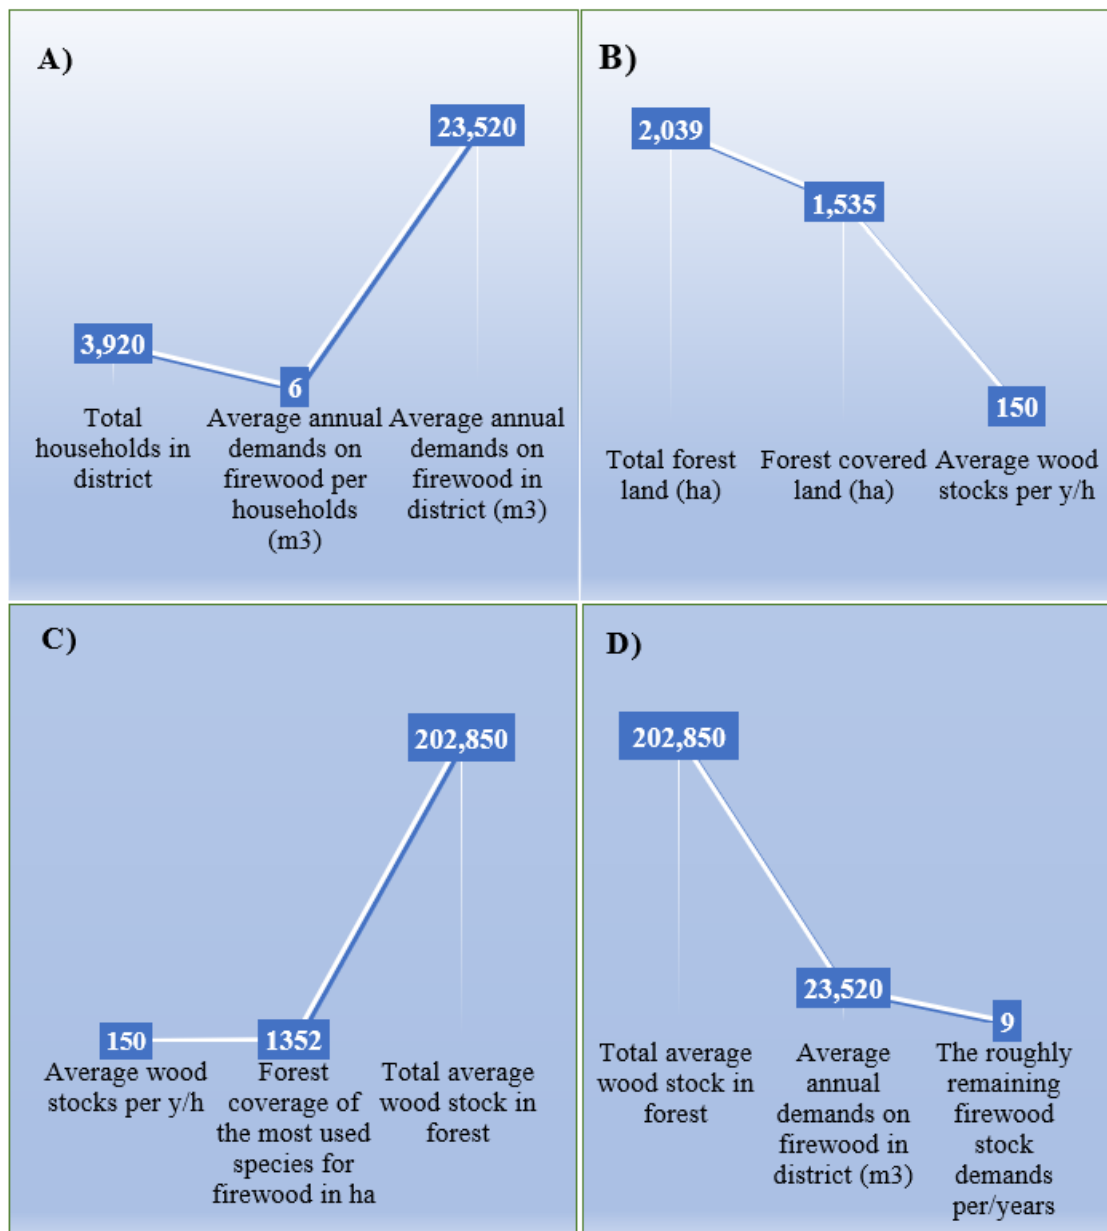 A)
23,520
3,920
6
Total
households in
district
Average annual
demands on
firewood per
households
(m3)
Average annual
demands on
firewood in
district (m3)
B)
2,039
1,535
150
Total forest
land (ha)
Forest covered
land (ha)
Average wood
stocks per y/h
C)
202,850
150
1352
Average wood
stocks per y/h
Forest
coverage of
the most used
species for
firewood in ha
Total average
wood stock in
forest
D)
202,850
23,520
9
Total average
wood stock in
forest
Average
annual
demands on
firewood in
district (m3)
The roughly
remaining
firewood
stock
demands
per/years